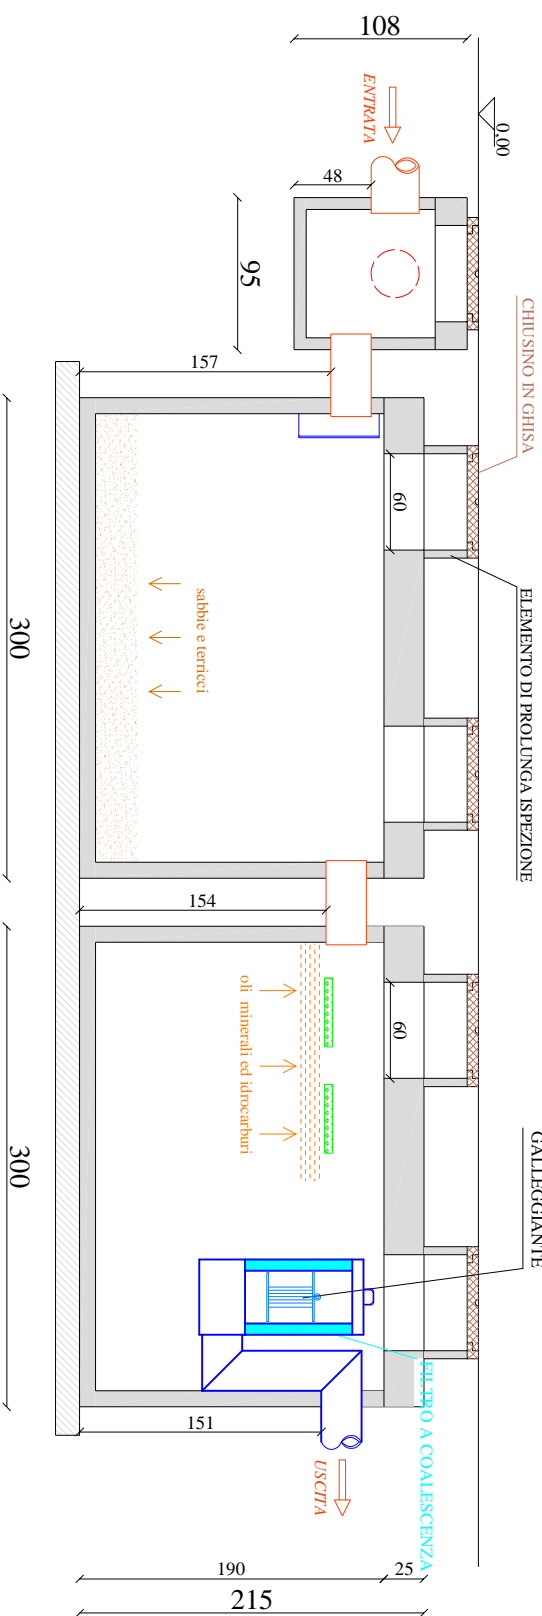 108
0.00
ENTRATA
48
95
CHIUSINO IN GHISA
157
60
ELEMENTO DI PROLUNGA ISPEZIONE
sabbie e terricci
300
154
60
oli minerali ed idrocarburi
GALLEGGIANTE
300
FILTRO A COALESCENZA
151
USCITA
190
25
215